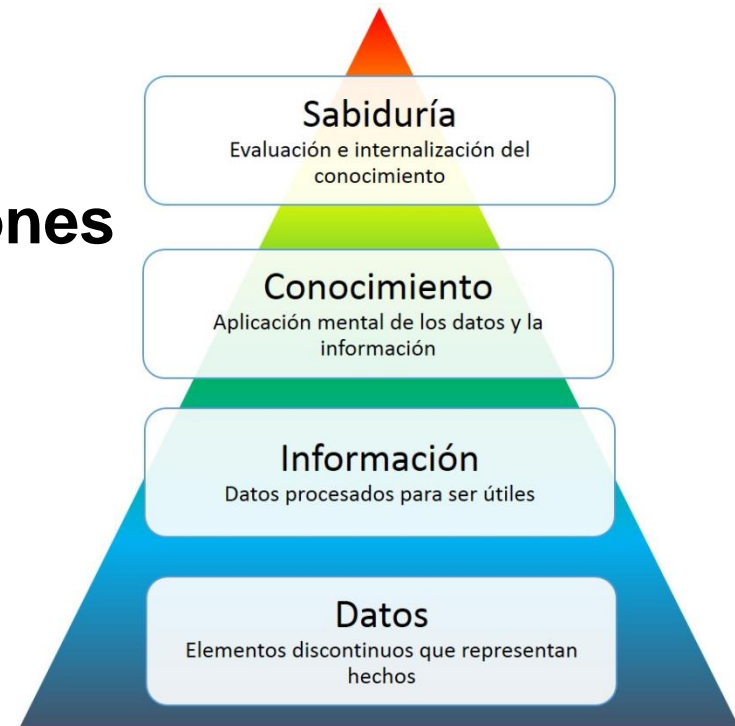 Sabiduría
Evaluación e internalización del
conocimiento
ones
Conocimiento
Aplicación mental de los datos y la
información
Información
Datos procesados para ser útiles
Datos
Elementos discontinuos que representan
hechos